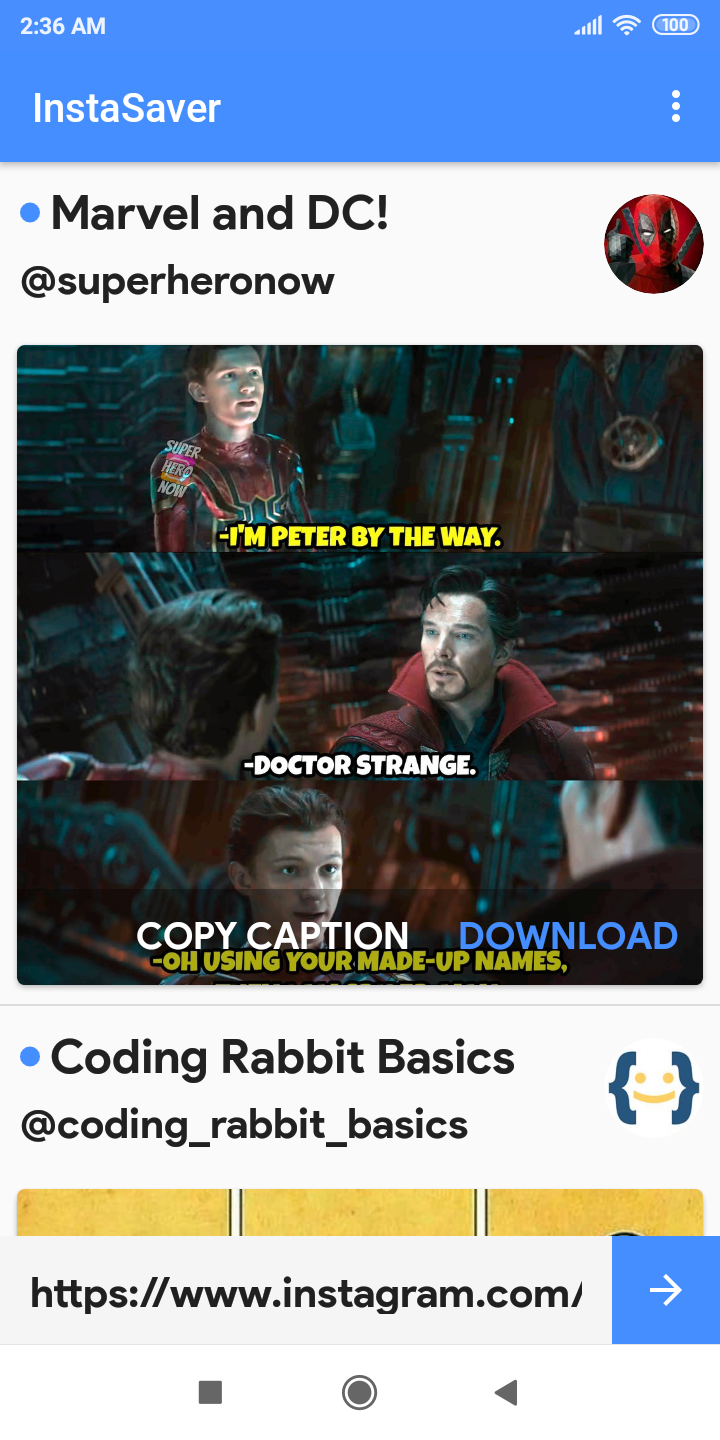 2:36 AM
100
InstaSaver
Marvel and DC!
@superheronow
SUPER
HERO
NOW
-I'M PETER BY THE WAY.
-DOCTOR STRANGE.
COPY CAPTION
DOWNLOAD
-OH USING YOUR MADE-UP NAMES,
Coding Rabbit Basics
@coding_rabbit_basics
https://www.instagram.com/